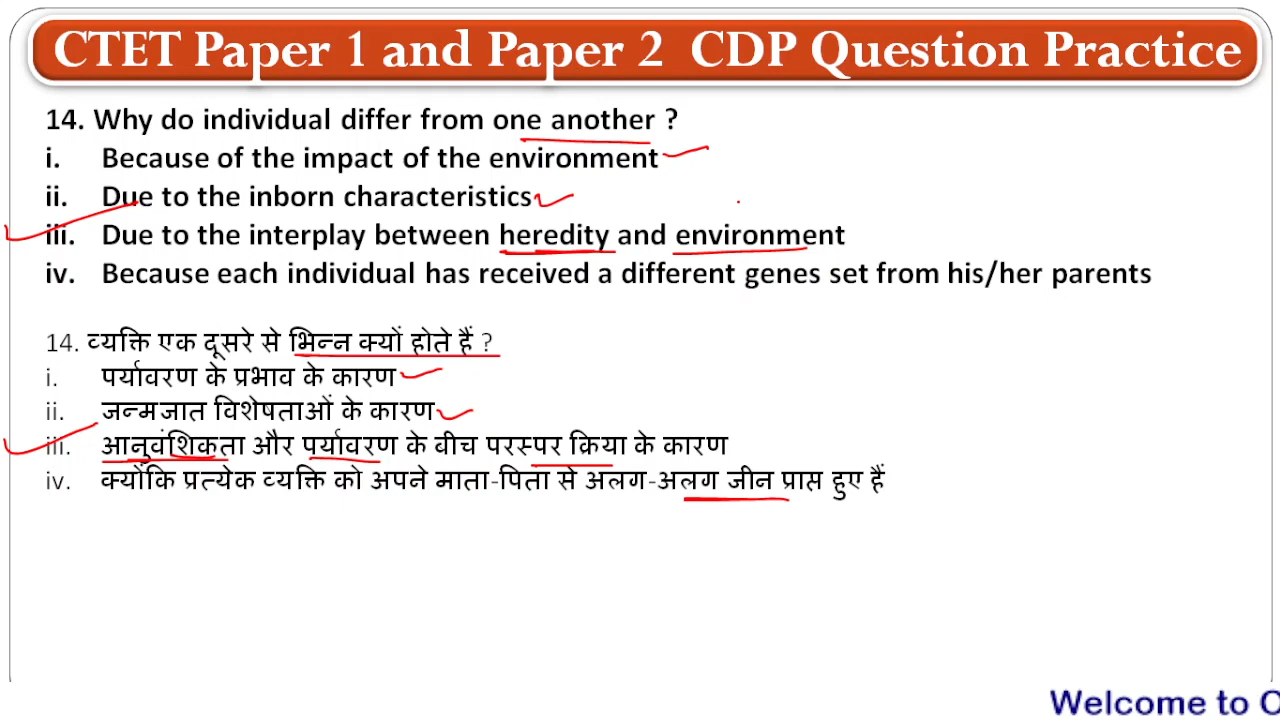 CTET Paper 1 and Paper 2 CDP Question Practice
14. Why do individual differ from one another ?
i. Because of the impact of the environment
ii. Due to the inborn characteristics
iii. Due to the interplay between heredity and environment
iv. Because each individual has received a different genes set from his/her parents
14. व्यक्ति एक दूसरे से भिन्न क्यों होते हैं ?
i. पर्यावरण के प्रभाव के कारण
ii. जन्मजात विशेषताओं के कारण
iii. आनुवंशिकता और पर्यावरण के बीच परस्पर क्रिया के कारण
iv. क्योंकि प्रत्येक व्यक्ति को अपने माता-पिता से अलग-अलग जीन प्राप्त हुए हैं
Welcome to